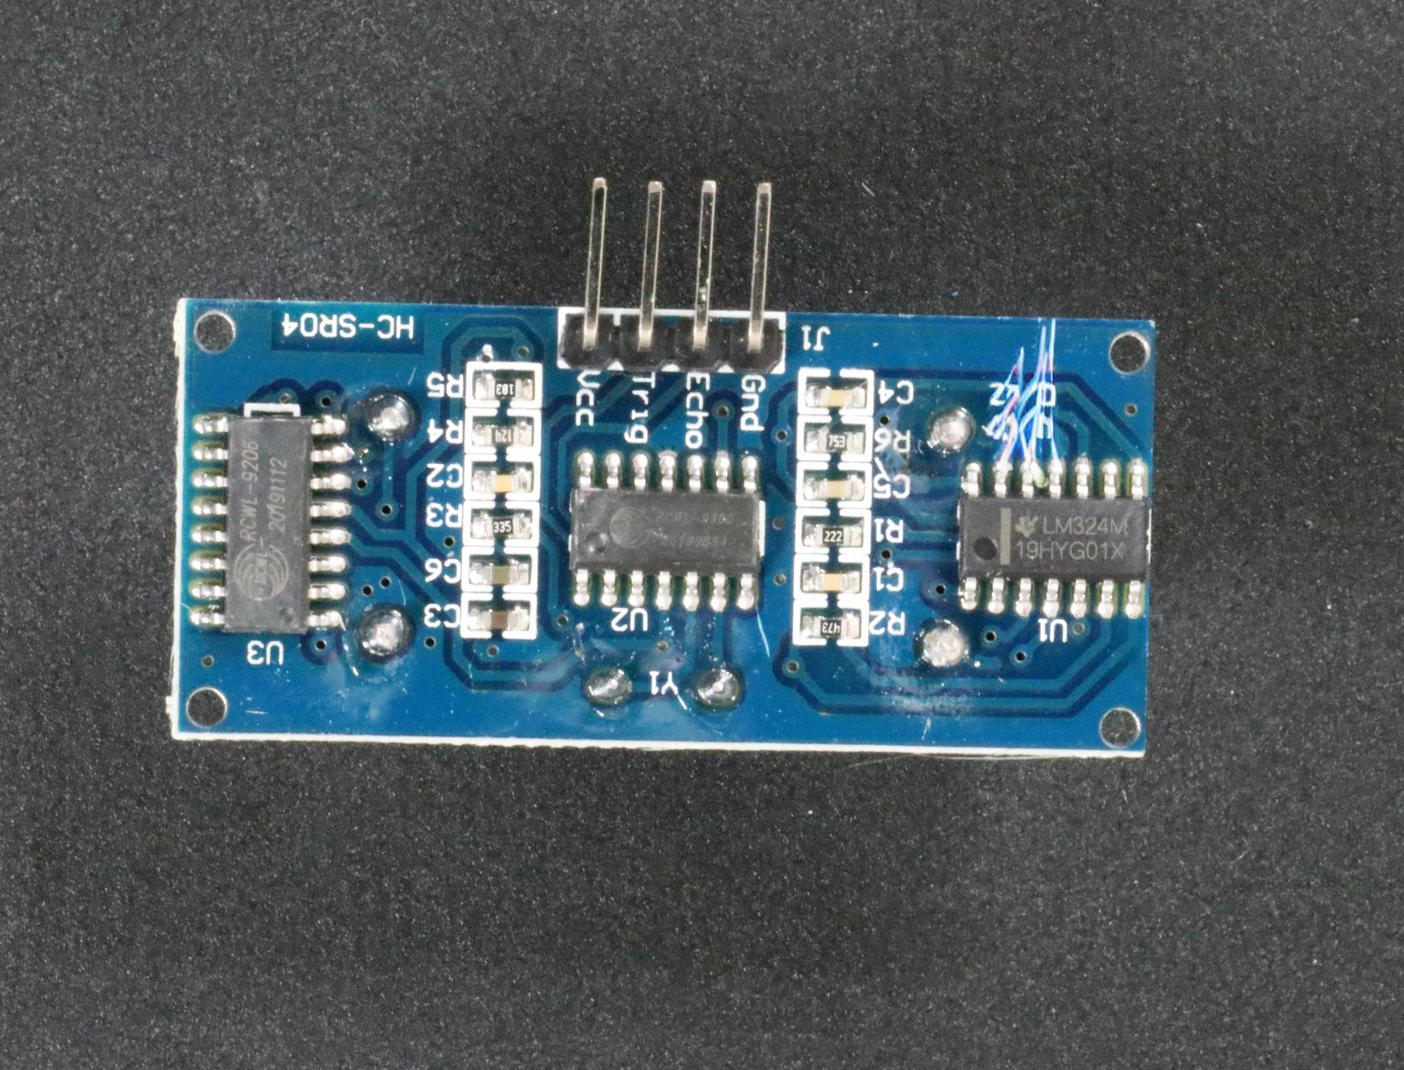 HC-SR04
J1
Vcc
Trig
Echo
Gnd
R5
103
R4
124
C2
R3
335
C6
C3
C4
R6
753
C5
R1
222
C1
R2
473
RCWL-9206
20191112
U3
U2
Y1
LM324M
19HYG01X
U1